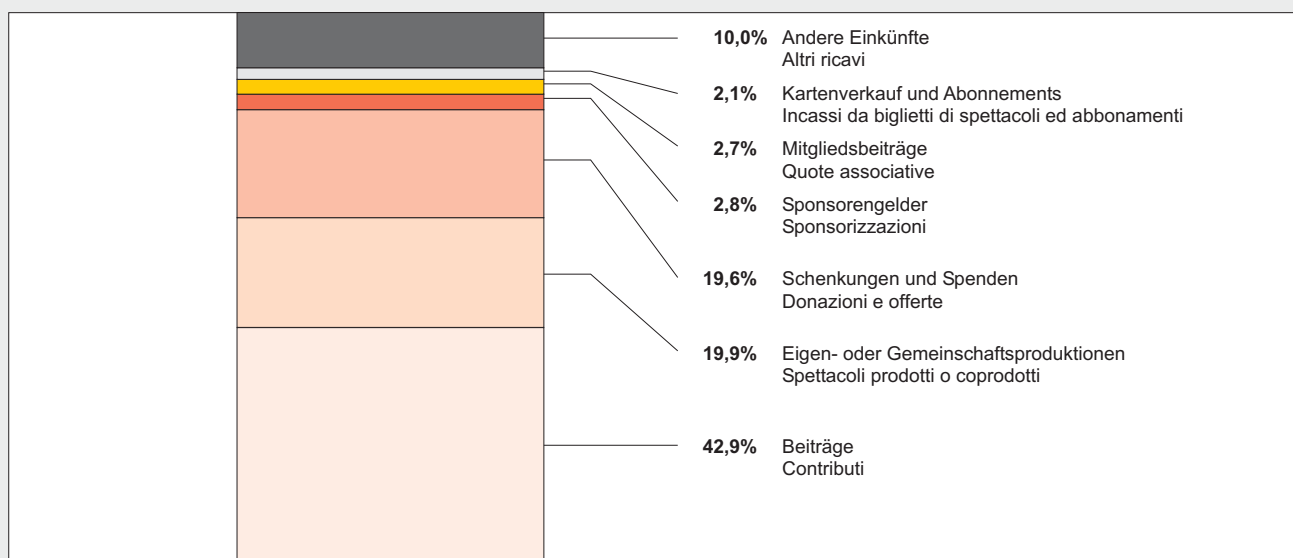 10,0% Andere Einkünfte
Altri ricavi
2,1% Kartenverkauf und Abonnements
Incassi da biglietti di spettacoli ed abbonamenti
2,7% Mitgliedsbeiträge
Quote associative
2,8% Sponsorengelder
Sponsorizzazioni
19,6% Schenkungen und Spenden
Donazioni e offerte
19,9% Eigen- oder Gemeinschaftsproduktionen
Spettacoli prodotti o coprodotti
42,9% Beiträge
Contributi